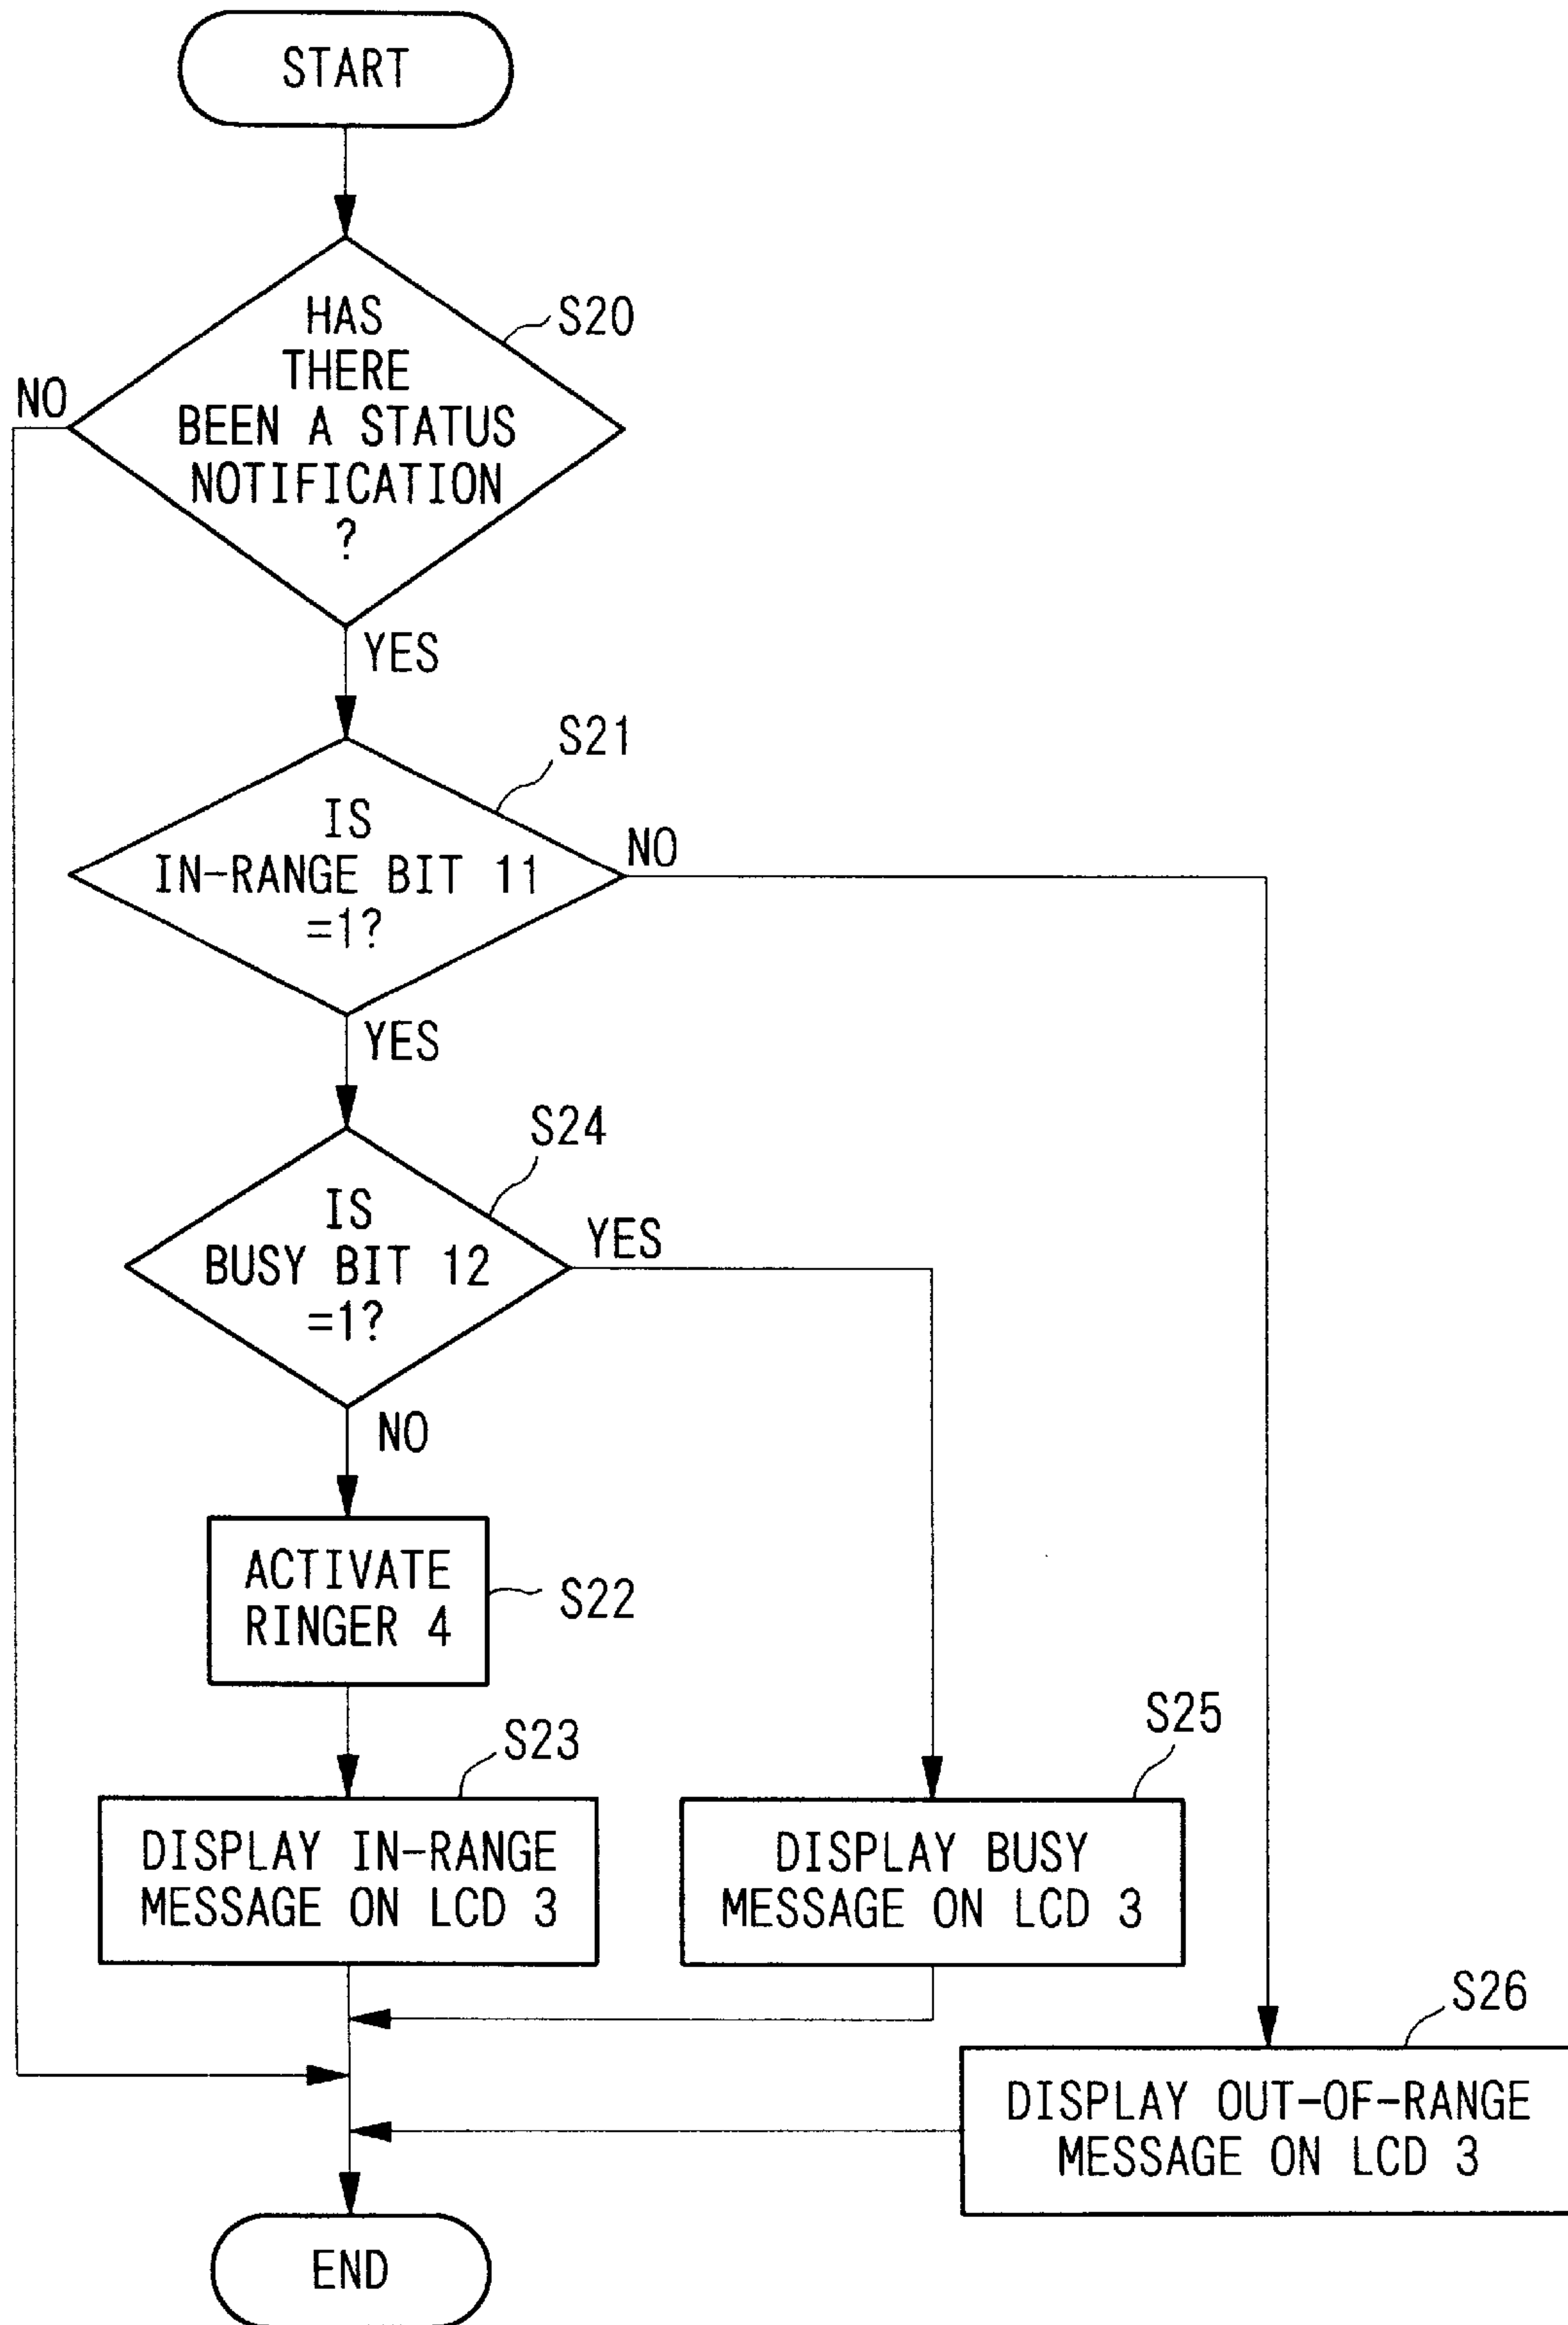 START
S20
HAS
THERE
BEEN A STATUS
NOTIFICATION
?
NO
YES
S21
IS
IN-RANGE BIT 11
=1?
NO
YES
S24
IS
BUSY BIT 12
=1?
YES
NO
ACTIVATE
RINGER 4
S22
S23
DISPLAY IN-RANGE
MESSAGE ON LCD 3
S25
DISPLAY BUSY
MESSAGE ON LCD 3
S26
DISPLAY OUT-OF-RANGE
MESSAGE ON LCD 3
END